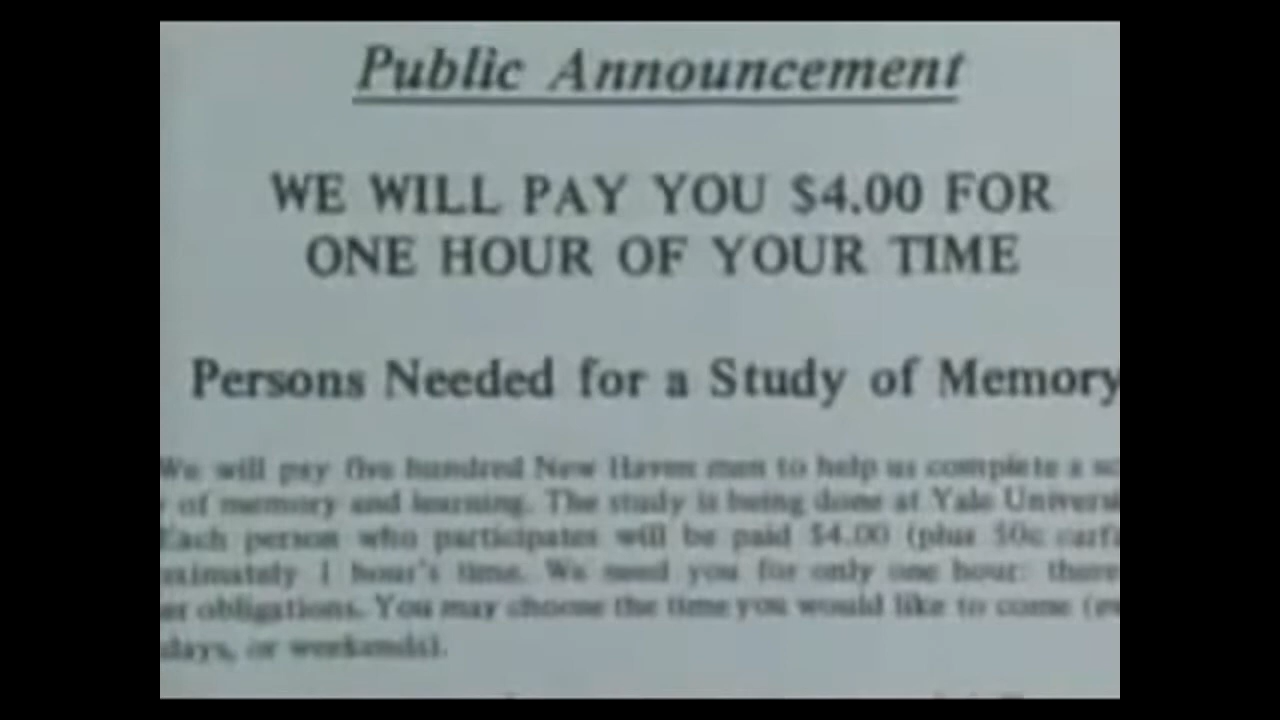 Public Announcement
WE WILL PAY YOU $4.00 FOR
ONE HOUR OF YOUR TIME
Persons Needed for a Study of Memory
We will pay five hundred New Haven men to help us complete a
of memory and learning. The study is being done at Yale
Each person who participates will be paid $4.00 (plus 50c
1 hour's time. We need you for only one hour: there
obligations. You may choose the time you would like to come
days, or weekends).